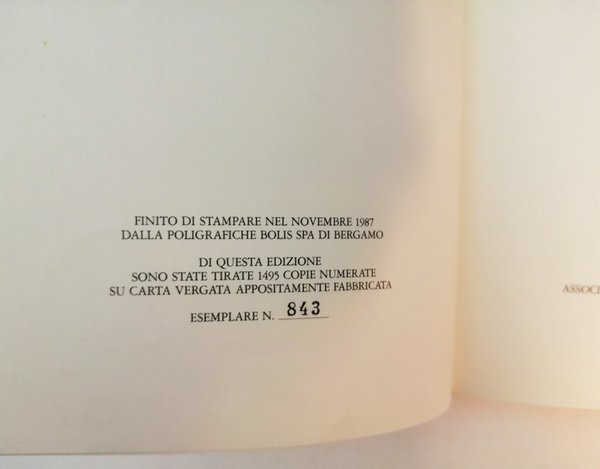 FINITO DI STAMPARE NEL NOVEMBRE 1987
DALLA POLIGRAFICHE BOLIS SPA DI BERGAMO
DI QUESTA EDIZIONE
SONO STATE TIRATE 1495 COPIE NUMERATE
SU CARTA VERGATA APPOSITAMENTE FABBRICATA
ESEMPLARE N. 843
ASSOCI